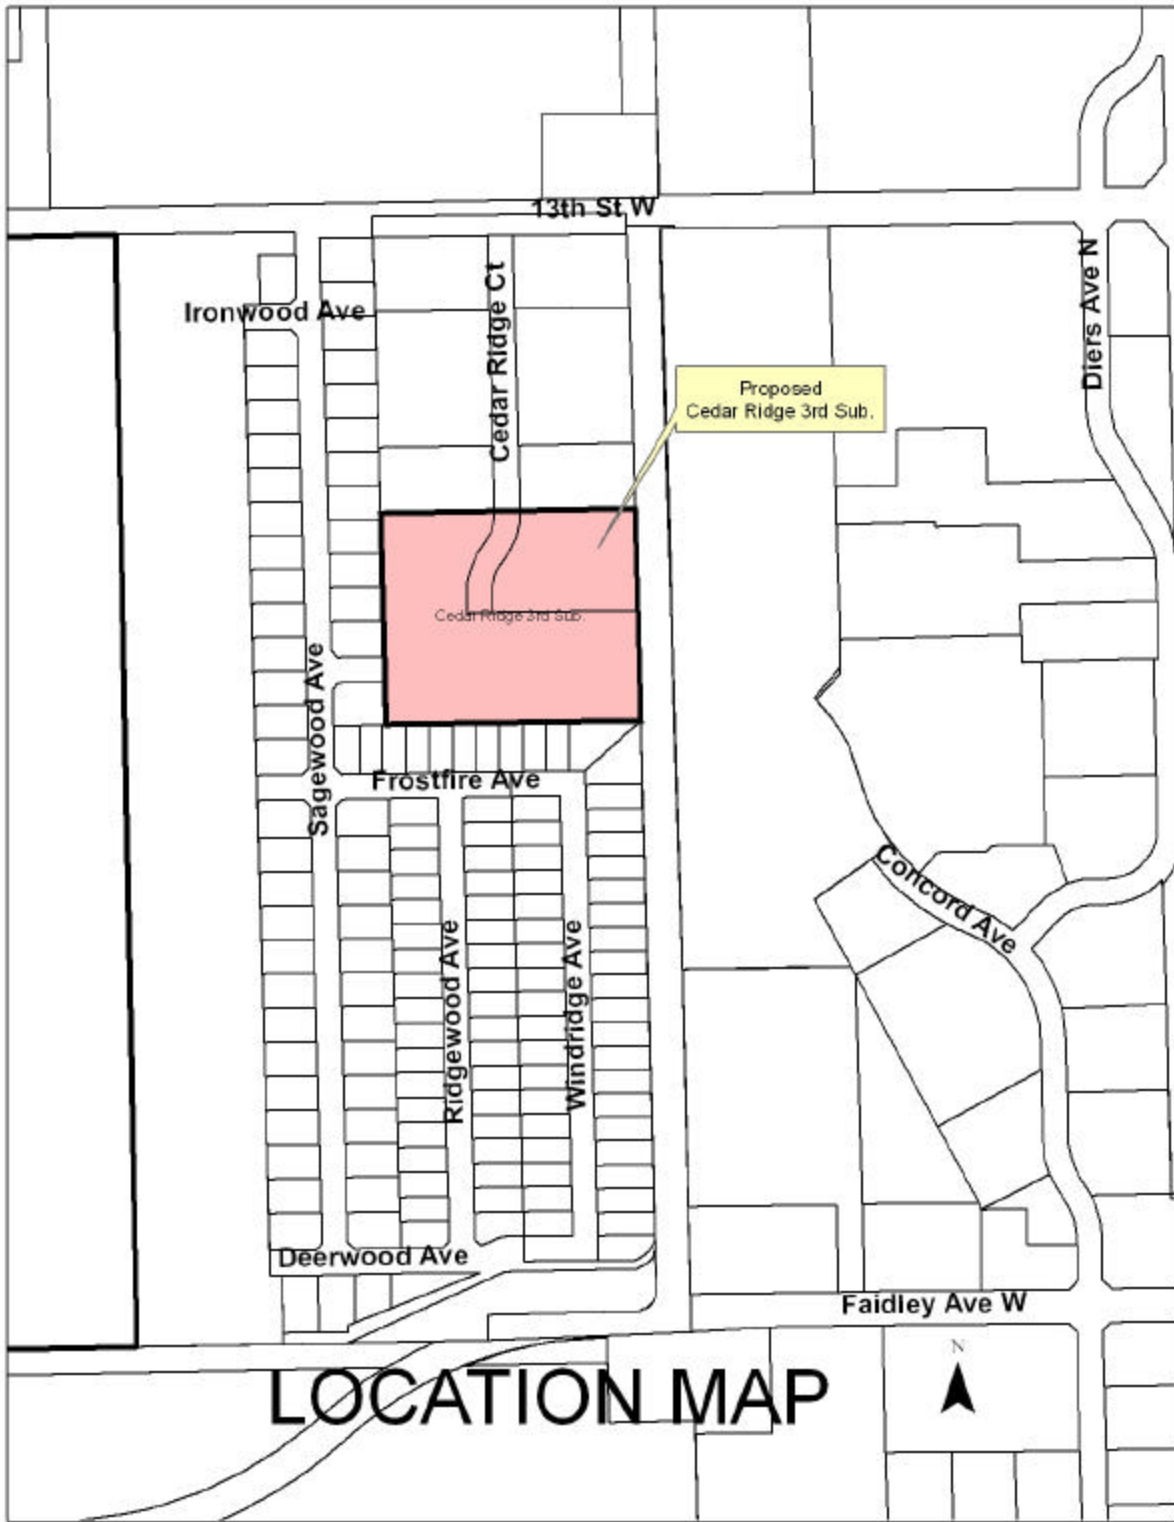 13th St W
Ironwood Ave
Cedar Ridge Ct
Diers Ave N
Proposed
Cedar Ridge 3rd Sub.
Cedar Ridge 3rd Sub.
Sagewood Ave
Frostfire Ave
Concord Ave
Ridgewood Ave
Windridge Ave
Deerwood Ave
Faidley Ave W
N
LOCATION MAP